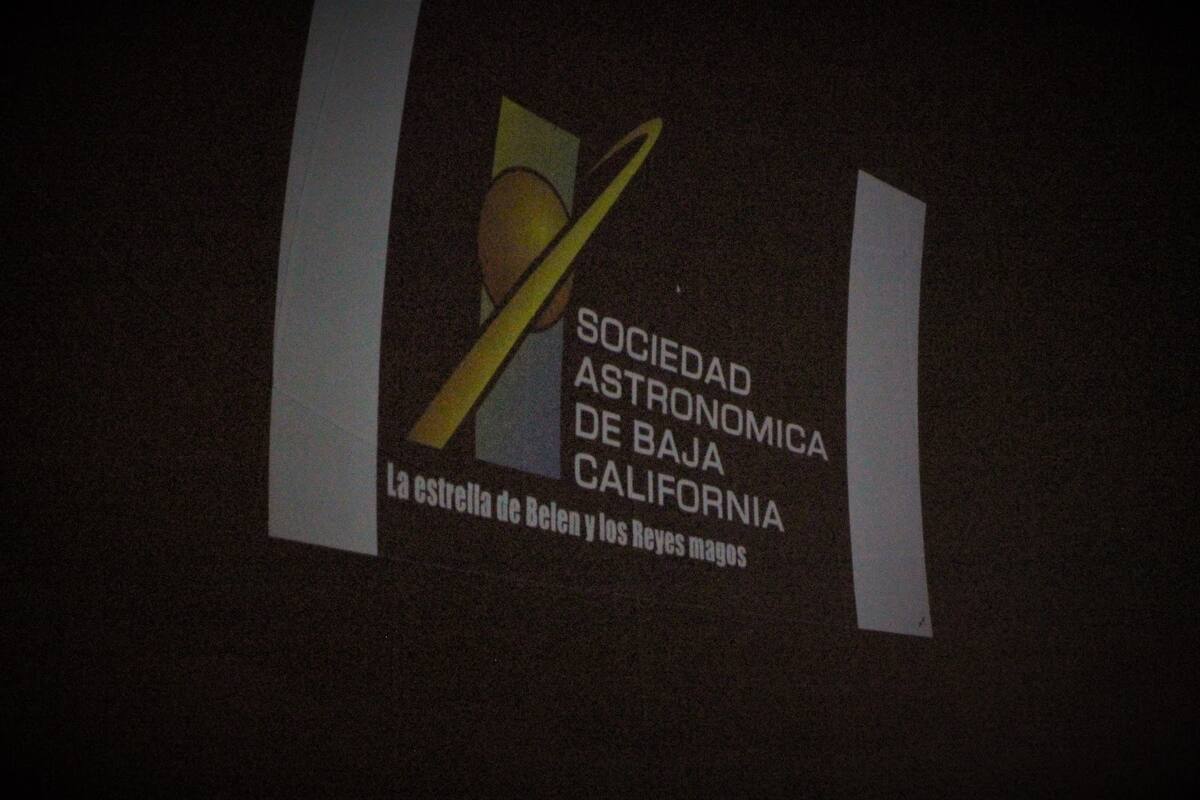 SOCIEDAD
ASTRONOMICA
DE BAJA
CALIFORNIA
La estrella de Belen y los Reyes magos